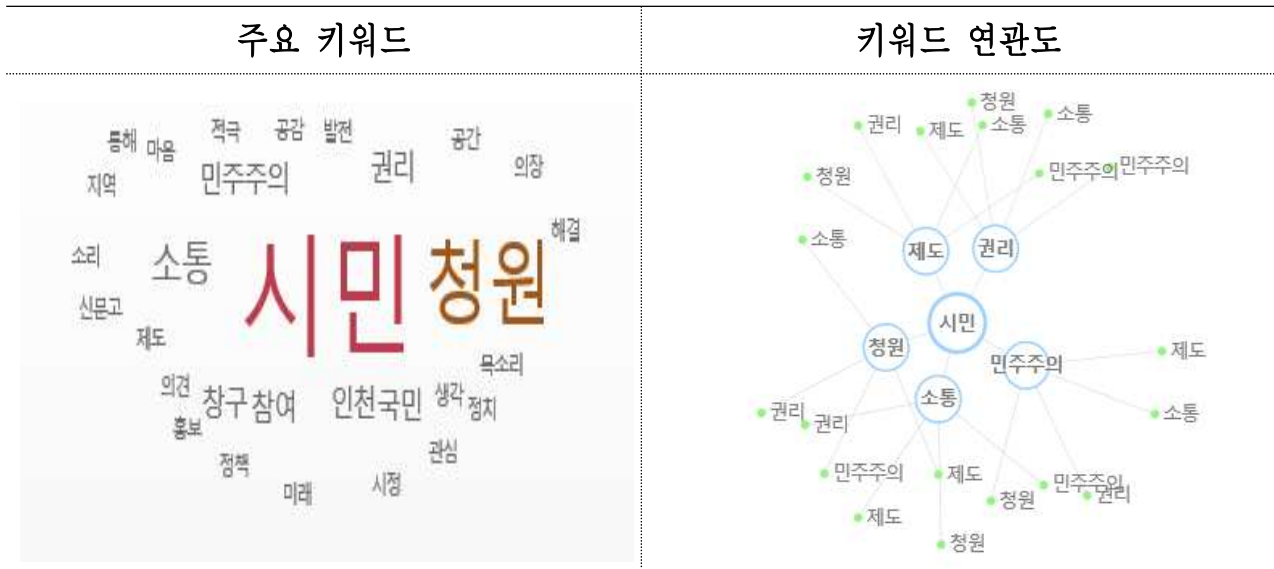 주요 키워드
키워드 연관도
통해 마음 적극 공감 발전 공간
지역 민주주의 권리 의장
해결
소리 소통 시민 청원
신문고
제도
목소리
의견 창구 참여 인천 국민 생각 정치
홍보
정책 관심
미래 시정
청원
권리 제도 소통 소통
청원 민주주의 민주주의
소통
제도 권리
시민
청원 민주주의 제도
소통
권리 권리 소통
민주주의 제도 민주주의 권리
청원
제도
청원